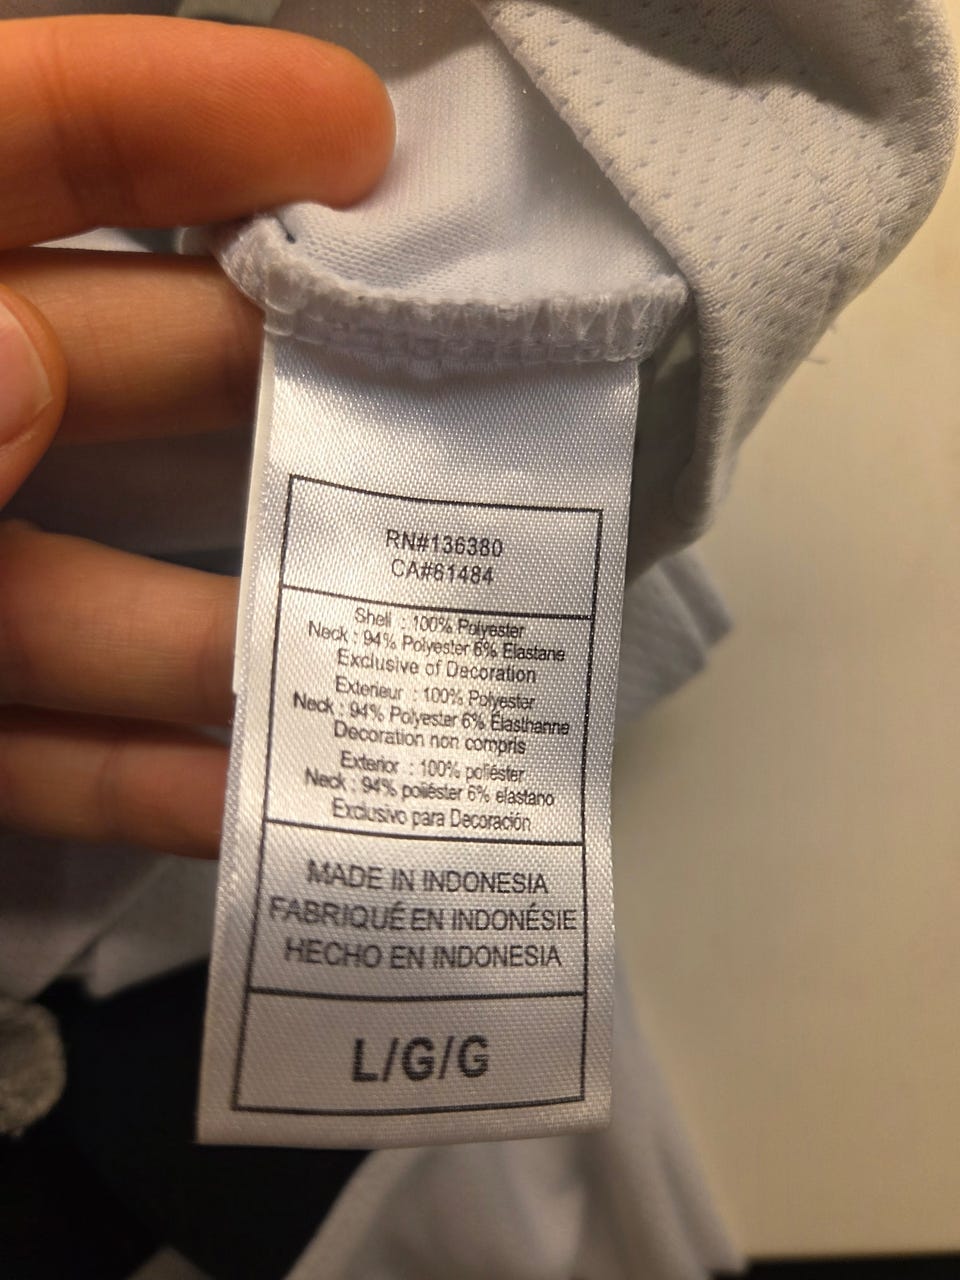 RN#136380
CA#61484
Shell : 100% Polyester
Neck : 94% Polyester 6% Elastane
Exclusive of Decoration
Exterieur : 100% Polyester
Neck : 94% Polyester 6% Élasthanne
Decoration non compris
Exterior : 100% poliéster
Neck : 94% poliéster 6% elastano
Exclusivo para Decoración
MADE IN INDONESIA
FABRIQUÉ EN INDONÉSIE
HECHO EN INDONESIA
L/G/G